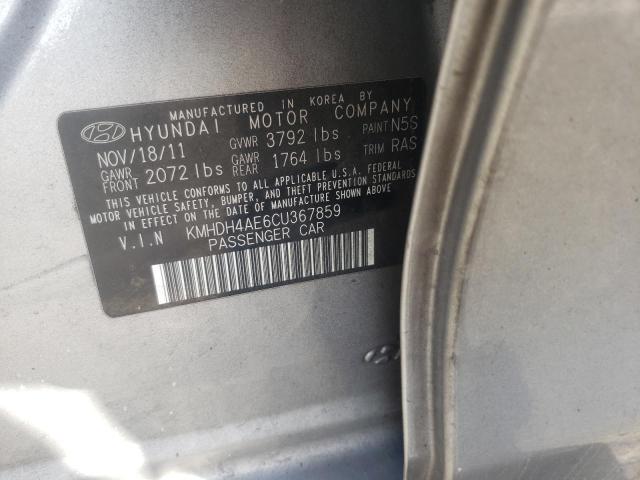 MANUFACTURED IN KOREA BY
HYUNDAI MOTOR COMPANY
NOV/18/11 GVWR 3792 lbs PAINT N5S
GAWR FRONT 2072 lbs GAWR REAR 1764 lbs TRIM RAS
THIS VEHICLE CONFORMS TO ALL APPLICABLE U.S.A. FEDERAL
MOTOR VEHICLE SAFETY, BUMPER, AND THEFT PREVENTION STANDARDS
IN EFFECT ON THE DATE OF MANUFACTURE SHOWN ABOVE
V.I.N KMHDH4AE6CU367859
PASSENGER CAR